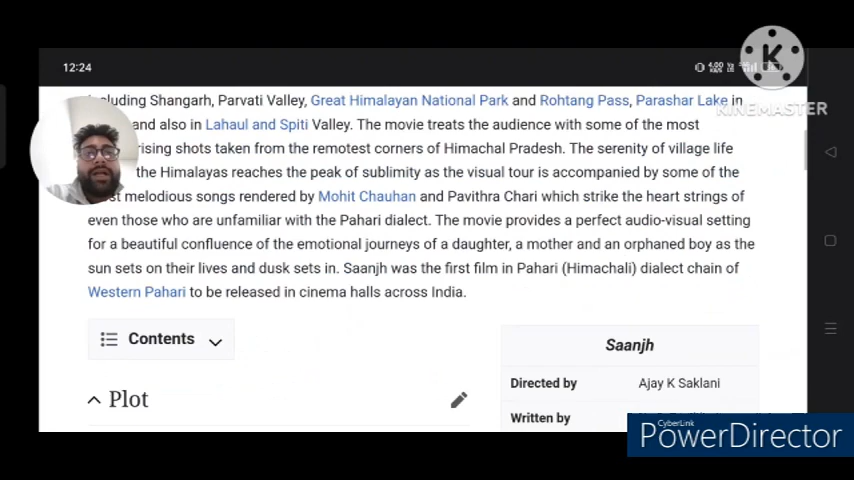 12:24
4.00
KB/S
KINEMASTER
including Shangarh, Parvati Valley, Great Himalayan National Park and Rohtang Pass, Parashar Lake in
and also in Lahaul and Spiti Valley. The movie treats the audience with some of the most
rising shots taken from the remotest corners of Himachal Pradesh. The serenity of village life
the Himalayas reaches the peak of sublimity as the visual tour is accompanied by some of the
st melodious songs rendered by Mohit Chauhan and Pavithra Chari which strike the heart strings of
even those who are unfamiliar with the Pahari dialect. The movie provides a perfect audio-visual setting
for a beautiful confluence of the emotional journeys of a daughter, a mother and an orphaned boy as the
sun sets on their lives and dusk sets in. Saanjh was the first film in Pahari (Himachali) dialect chain of
Western Pahari to be released in cinema halls across India.
Contents
Plot
Saanjh
Directed by Ajay K Saklani
Written by
CyberLink
PowerDirector